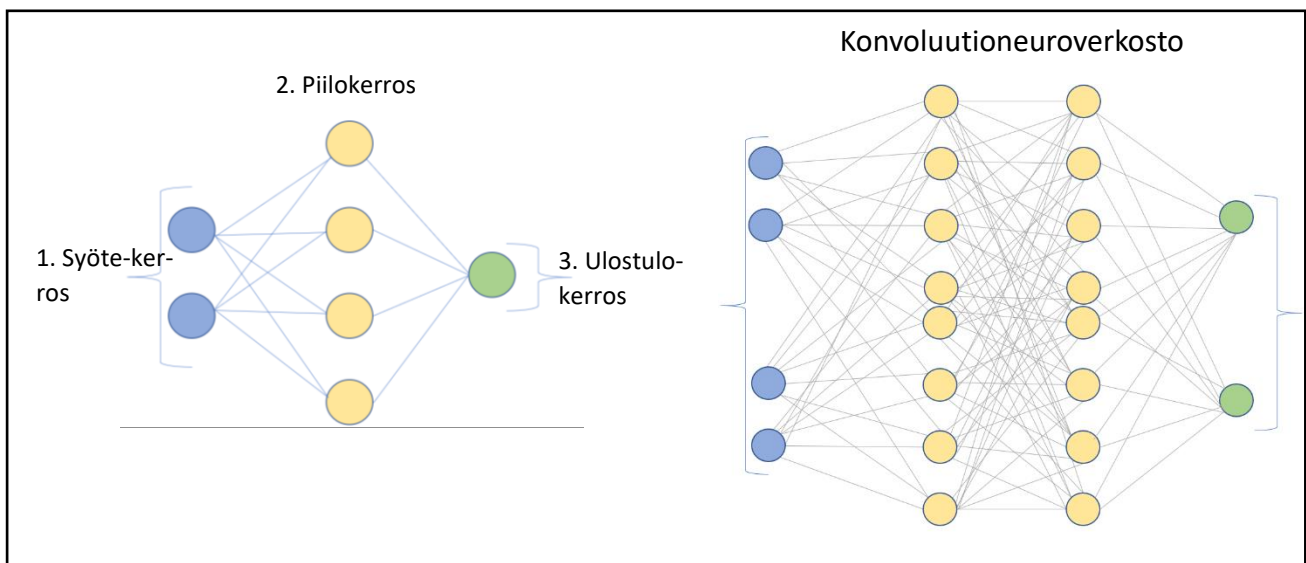 Konvoluutioneuroverkosto
2. Piilokerros
1. Syöte-ker-
ros
3. Ulostulo-
kerros